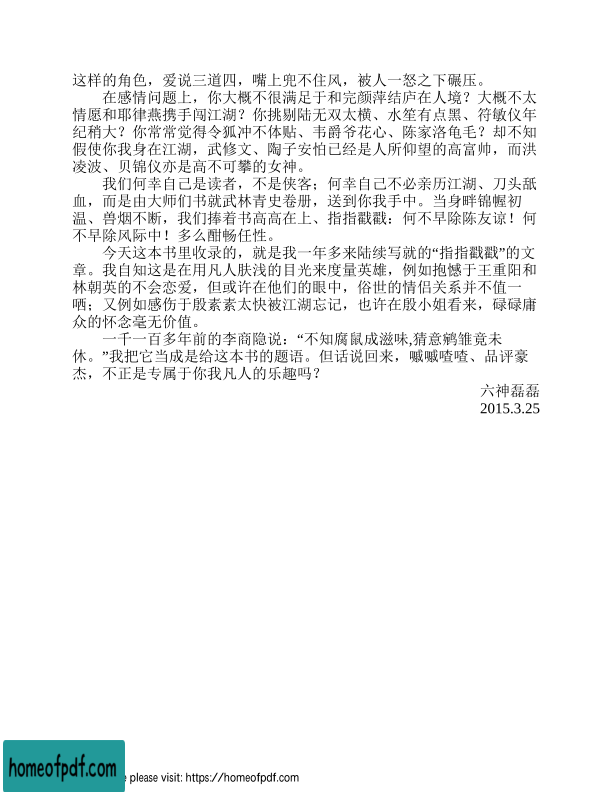 这样的角色，爱说三道四，嘴上兜不住风，被人一怒之下碾压。
在感情问题上，你大概不很满足于和完颜萍结庐在人境？大概不太
情愿和耶律燕携手闯江湖？你挑剔陆无双太横、水笙有点黑、符敏仪年
纪稍大？你常常觉得令狐冲不体贴、韦爵爷花心、陈家洛龟毛？却不知
假使你我身在江湖，武修文、陶子安怕已经是人所仰望的高富帅，而洪
凌波、贝锦仪亦是高不可攀的女神。
我们何幸自己是读者，不是侠客；何幸自己不必亲历江湖、刀头舐
血，而是由大师们书就武林青史卷册，送到你我手中。当身畔锦幄初
温、兽烟不断，我们捧着书高高在上、指指戳戳：何不早除陈友谅！何
不早除风际中！多么酣畅任性。
今天这本书里收录的，就是我一年多来陆续写就的“指指戳戳”的文
章。我自知这是在用凡人肤浅的目光来度量英雄，例如抱憾于王重阳和
林朝英的不会恋爱，但或许在他们的眼中，俗世的情侣关系并不值一
哂；又例如感伤于殷素素太快被江湖忘记，也许在殷小姐看来，碌碌庸
众的怀念毫无价值。
一千一百多年前的李商隐说：“不知腐鼠成滋味,猜意鹓雏竟未
休。”我把它当成是给这本书的题语。但话说回来，喊喊喳喳、品评豪
杰，不正是专属于你我凡人的乐趣吗？
六神磊磊
2015.3.25
homeofpdf.com
e please visit: https://homeofpdf.com